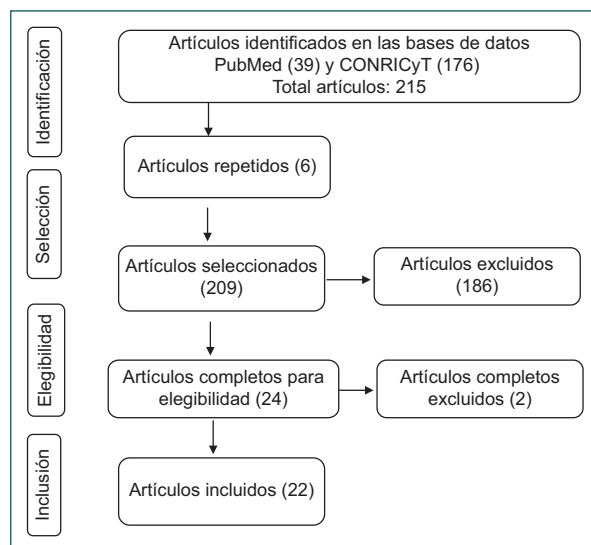 Identificación
Artículos identificados en las bases de datos
PubMed (39) y CONRICyT (176)
Total artículos: 215
Artículos repetidos (6)
Selección
Artículos seleccionados
(209)
Artículos excluidos
(186)
Elegibilidad
Artículos completos para
elegibilidad (24)
Artículos completos
excluidos (2)
Inclusión
Artículos incluidos (22)